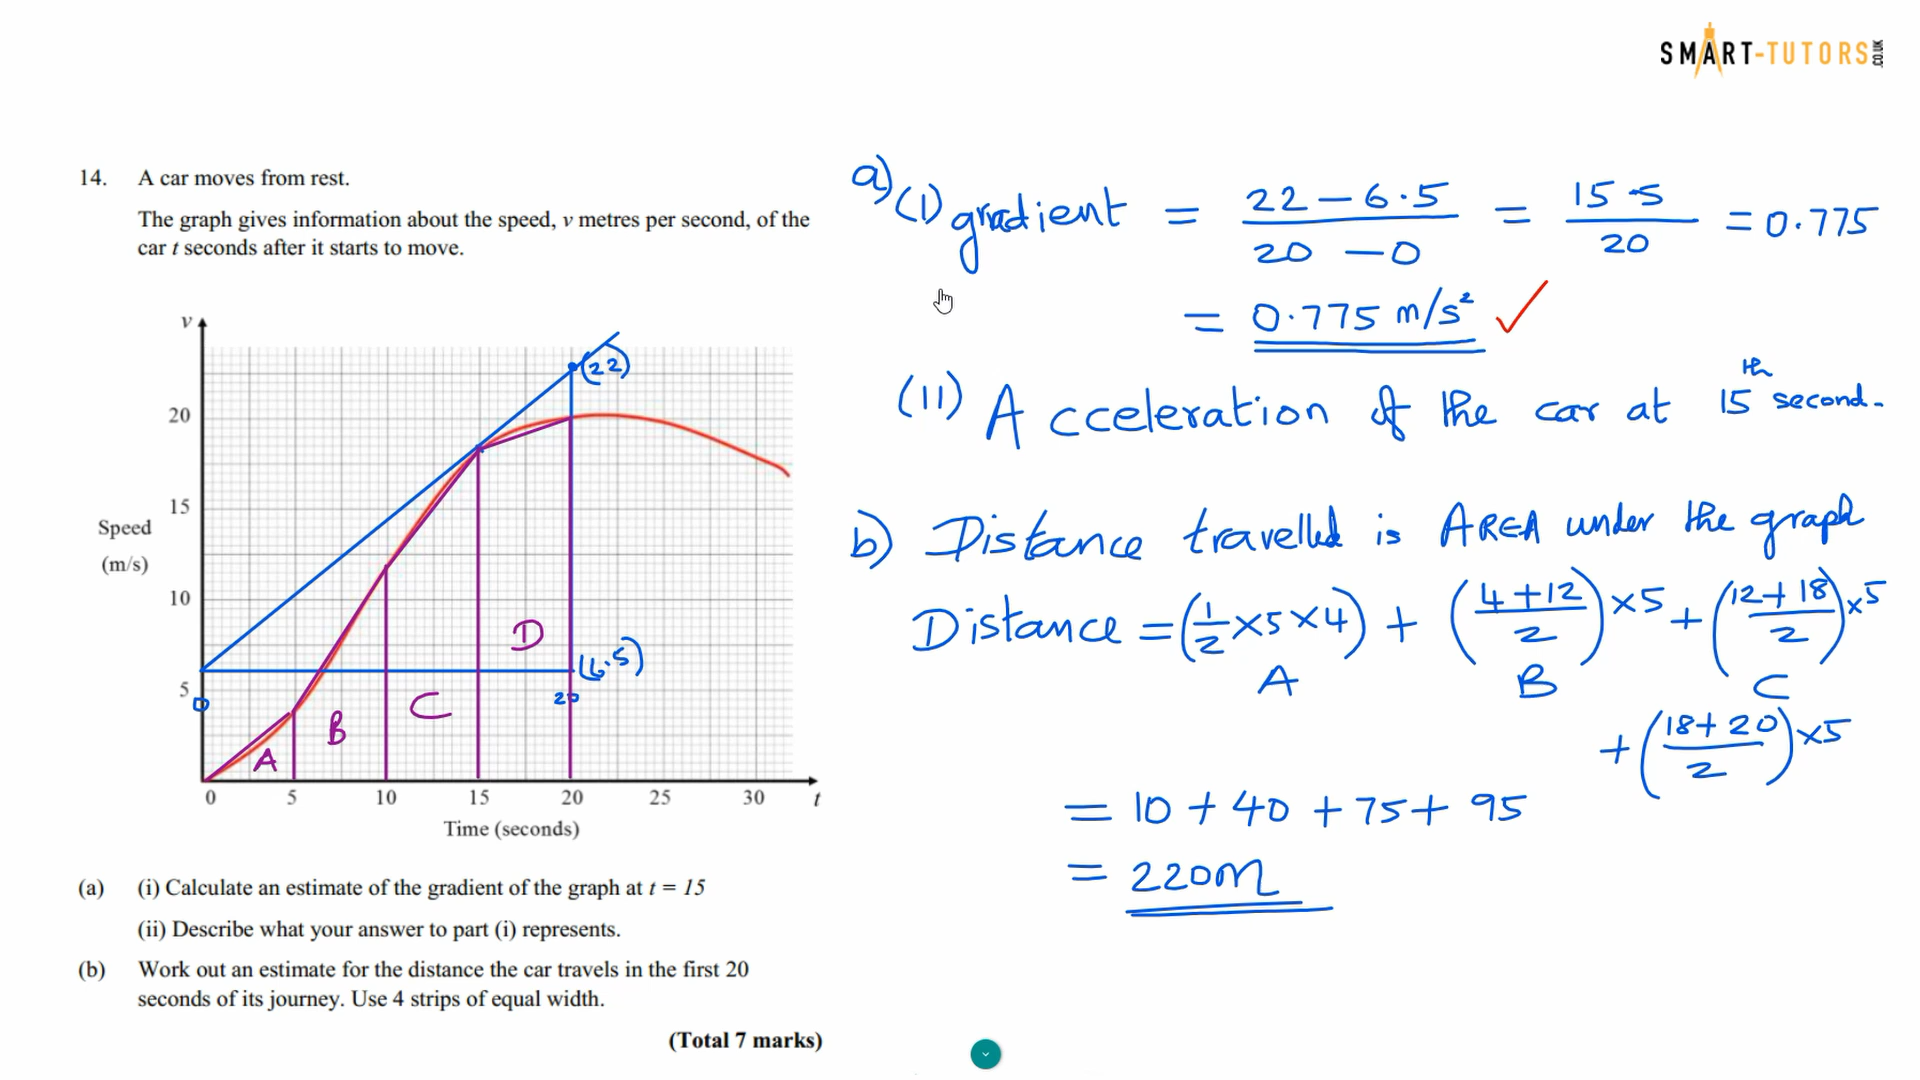 SMART-TUTORS.CO.UK
14. A car moves from rest.
The graph gives information about the speed, v metres per second, of the
car t seconds after it starts to move.
v
20
15
10
5
Speed
(m/s)
0 5 10 15 20 25 30 t
Time (seconds)
(22)
(6.5)
0
20
A
B
C
D
(a) (i) Calculate an estimate of the gradient of the graph at t = 15
(ii) Describe what your answer to part (i) represents.
(b) Work out an estimate for the distance the car travels in the first 20
seconds of its journey. Use 4 strips of equal width.
(Total 7 marks)
a) (I) gradient = 22 – 6.5 / 20 – 0 = 15.5 / 20 = 0.775
= 0.775 m/s² ✓
(II) Acceleration of the car at 15th second.
b) Distance travelled is AREA under the graph
Distance = (1/2 × 5 × 4) + (4 + 12 / 2) × 5 + (12 + 18 / 2) × 5
A B C
+ (18 + 20 / 2) × 5
= 10 + 40 + 75 + 95
= 220m